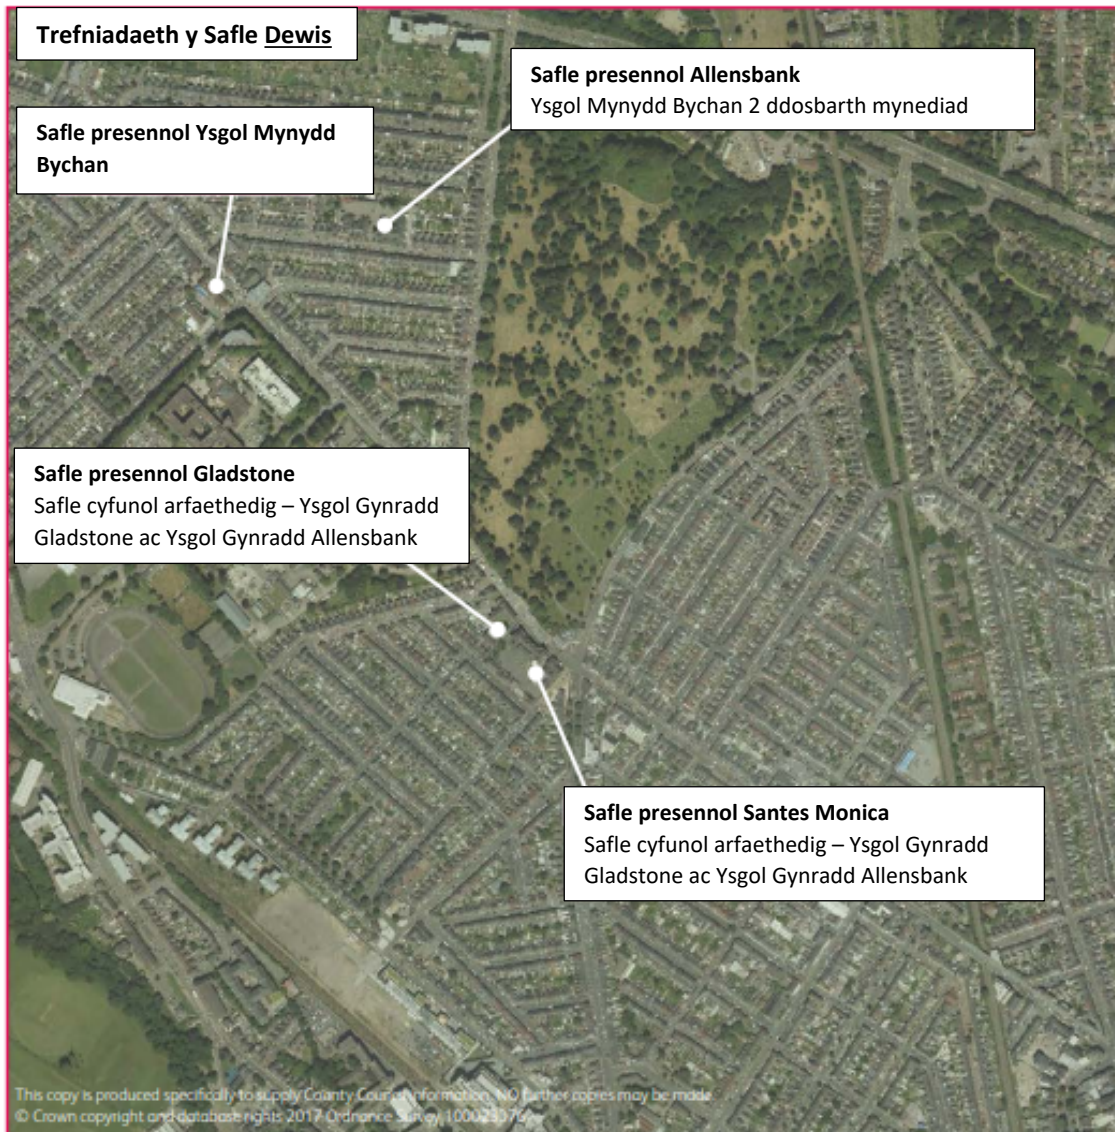 Trefniadaeth y Safle Dewis
Safle presennol Allensbank
Ysgol Mynydd Bychan 2 ddosbarth mynediad
Safle presennol Ysgol Mynydd
Bychan
Safle presennol Gladstone
Safle cyfunol arfaethedig – Ysgol Gynradd
Gladstone ac Ysgol Gynradd Allensbank
Safle presennol Santes Monica
Safle cyfunol arfaethedig – Ysgol Gynradd
Gladstone ac Ysgol Gynradd Allensbank
This copy is produced specifically to supply County Council information. NO further copies may be made.
© Crown copyright and database rights 2017 Ordnance Survey